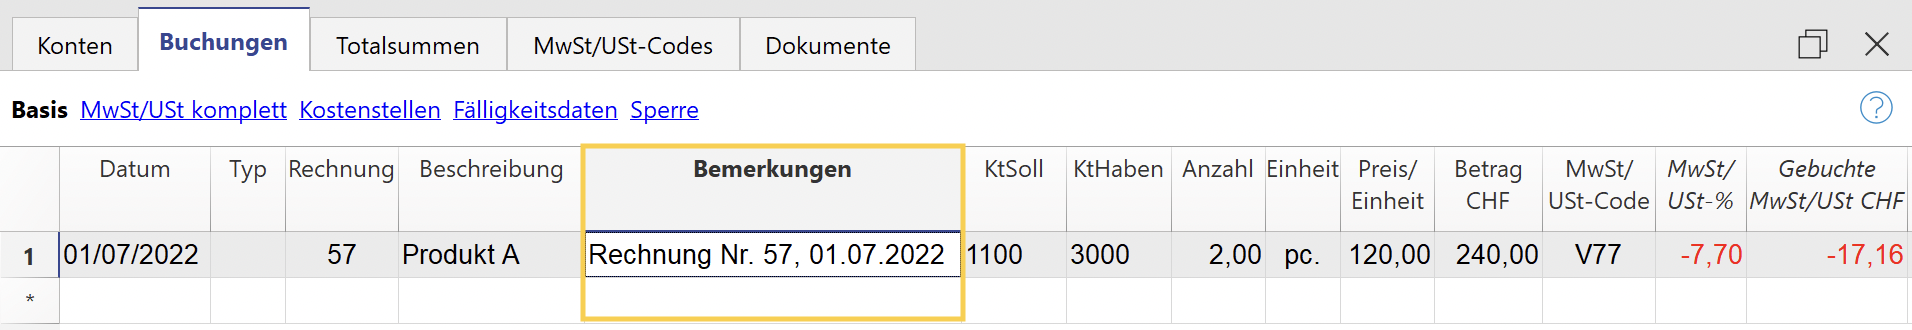 Konten Buchungen Totalsummen MwSt/USt-Codes Dokumente
Basis MwSt/USt komplett Kostenstellen Fälligkeitsdaten Sperre ?
Datum Typ Rechnung Beschreibung Bemerkungen KtSoll KtHaben Anzahl Einheit Preis/ Betrag MwSt/ MwSt/ Gebuchte
Einheit CHF USt-Code USt-% MwSt/USt CHF
1 01/07/2022 57 Produkt A Rechnung Nr. 57, 01.07.2022 1100 3000 2,00 pc. 120,00 240,00 V77 -7,70 -17,16
*